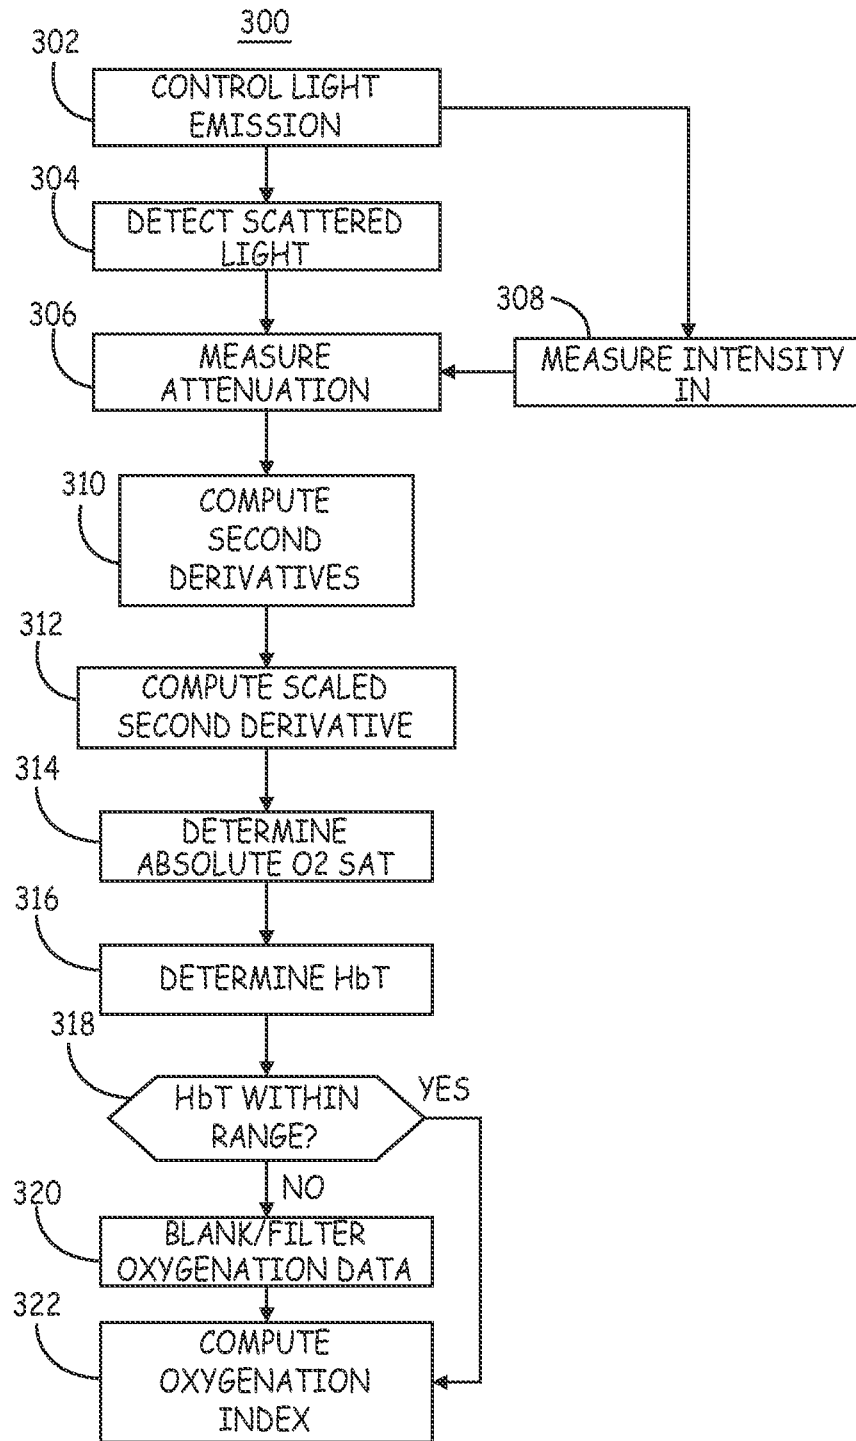 300
302
CONTROL LIGHT
EMISSION
304
DETECT SCATTERED
LIGHT
306
MEASURE
ATTENUATION
308
MEASURE INTENSITY
IN
310
COMPUTE
SECOND
DERIVATIVES
312
COMPUTE SCALED
SECOND DERIVATIVE
314
DETERMINE
ABSOLUTE O2 SAT
316
DETERMINE HbT
318
HbT WITHIN
RANGE?
YES
NO
320
BLANK/FILTER
OXYGENATION DATA
322
COMPUTE
OXYGENATION
INDEX